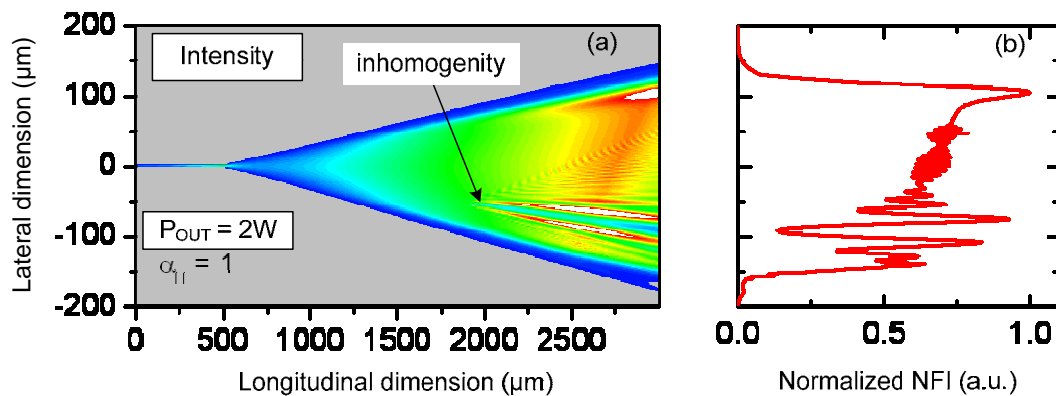 200
100
0
-100
-200
Lateral dimension (µm)
Intensity
(a)
inhomogenity
P_OUT = 2W
α_H = 1
0
500
1000
1500
2000
2500
Longitudinal dimension (µm)
(b)
0.0
0.5
1.0
Normalized NFI (a.u.)